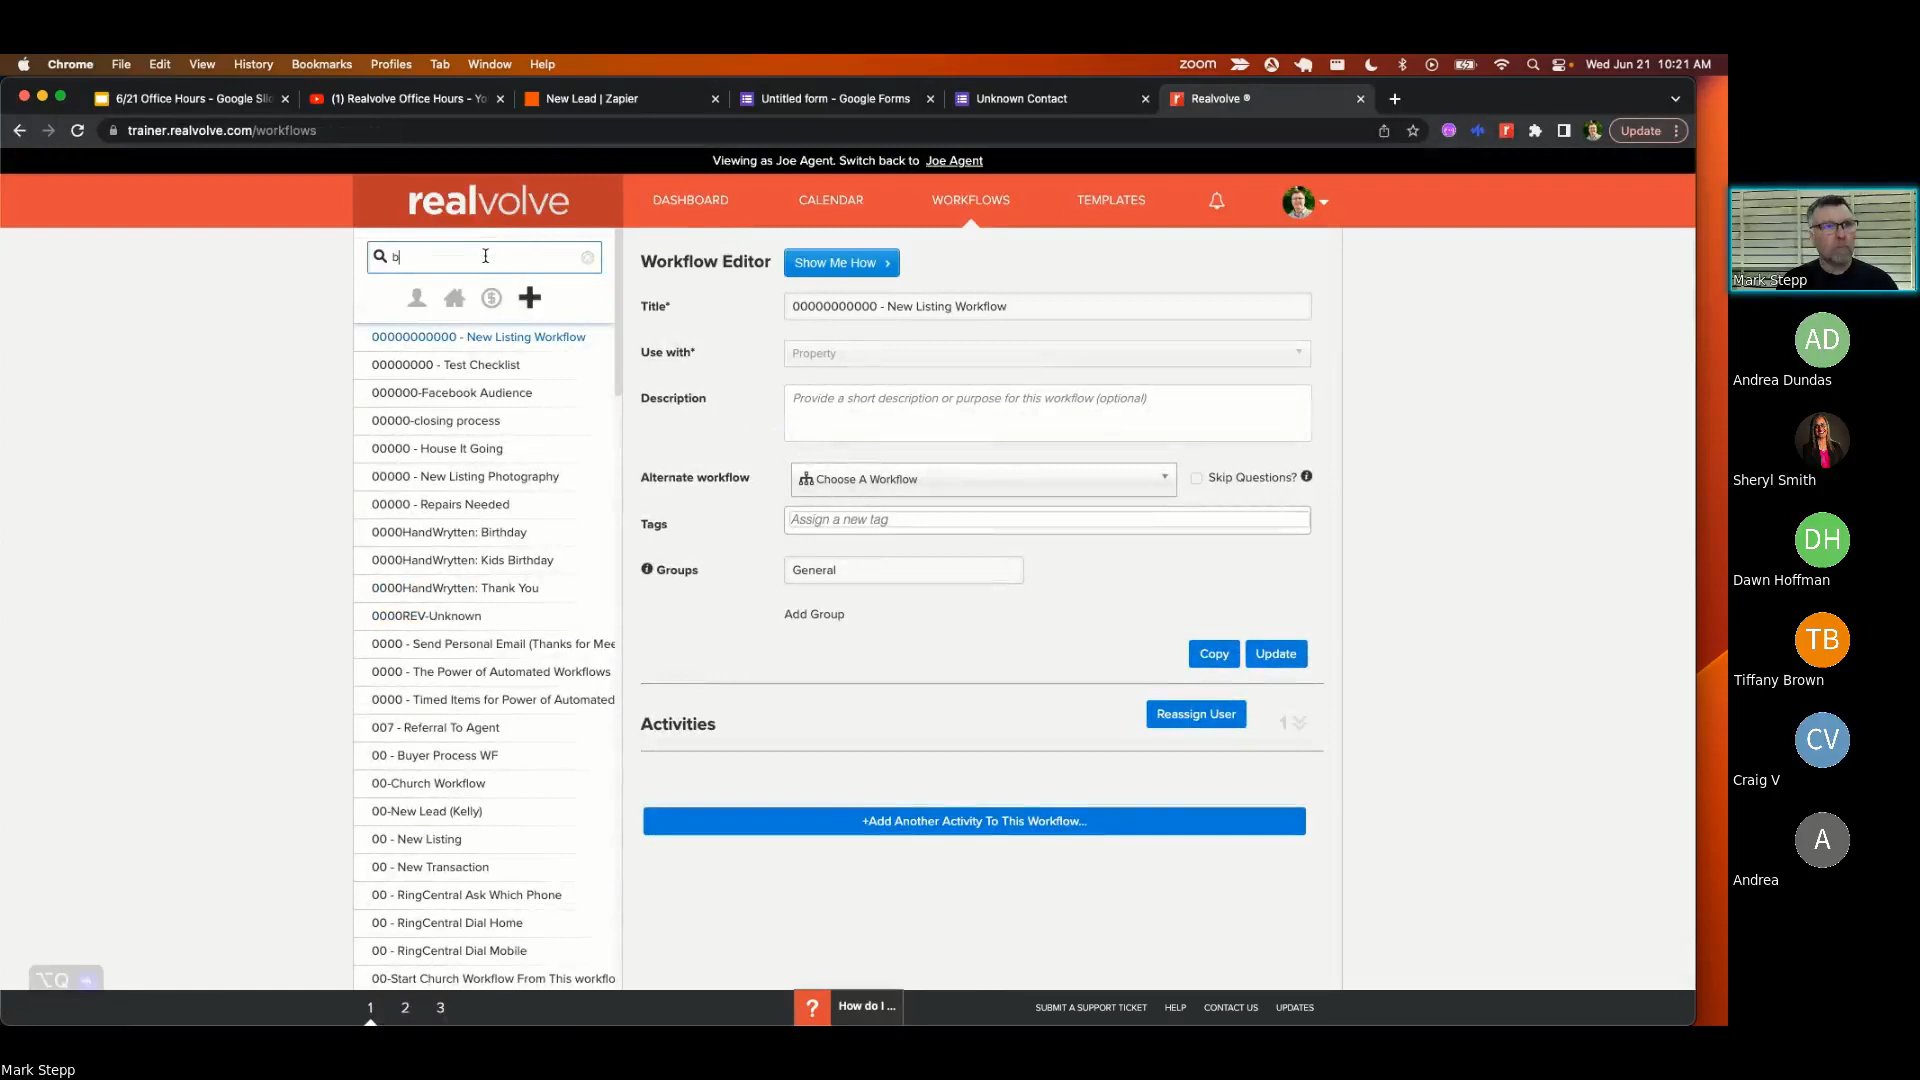 Chrome File Edit View History Bookmarks Profiles Tab Window Help zoom Wed Jun 21 10:21 AM
6/21 Office Hours - Google Slid
(1) Realvolve Office Hours - Yo
New Lead | Zapier
Untitled form - Google Forms
Unknown Contact
Realvolve ®
trainer.realvolve.com/workflows
Update
Viewing as Joe Agent. Switch back to Joe Agent
realvolve
DASHBOARD CALENDAR WORKFLOWS TEMPLATES
b
00000000000 - New Listing Workflow
00000000 - Test Checklist
000000-Facebook Audience
00000-closing process
00000 - House It Going
00000 - New Listing Photography
00000 - Repairs Needed
0000HandWrytten: Birthday
0000HandWrytten: Kids Birthday
0000HandWrytten: Thank You
0000REV-Unknown
0000 - Send Personal Email (Thanks for Mee
0000 - The Power of Automated Workflows
0000 - Timed Items for Power of Automated
007 - Referral To Agent
00 - Buyer Process WF
00-Church Workflow
00-New Lead (Kelly)
00 - New Listing
00 - New Transaction
00 - RingCentral Ask Which Phone
00 - RingCentral Dial Home
00 - RingCentral Dial Mobile
00-Start Church Workflow From This workflo
1 2 3
Workflow Editor
Show Me How
Title* 00000000000 - New Listing Workflow
Use with* Property
Description Provide a short description or purpose for this workflow (optional)
Alternate workflow Choose A Workflow Skip Questions?
Tags Assign a new tag
Groups General
Add Group
Copy Update
Activities Reassign User 1
+Add Another Activity To This Workflow...
? How do I ...
SUBMIT A SUPPORT TICKET HELP CONTACT US UPDATES
⌥Q
Mark Stepp
AD
Andrea Dundas
Sheryl Smith
DH
Dawn Hoffman
TB
Tiffany Brown
CV
Craig V
A
Andrea
Mark Stepp